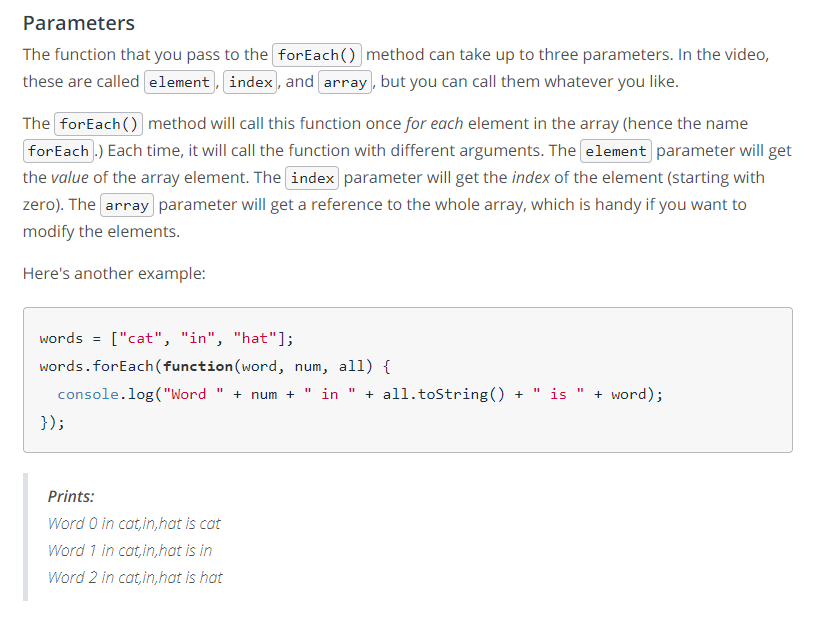 Parameters
The function that you pass to the forEach() method can take up to three parameters. In the video,
these are called element, index, and array, but you can call them whatever you like.
The forEach() method will call this function once for each element in the array (hence the name
forEach.) Each time, it will call the function with different arguments. The element parameter will get
the value of the array element. The index parameter will get the index of the element (starting with
zero). The array parameter will get a reference to the whole array, which is handy if you want to
modify the elements.
Here's another example:
words = ["cat", "in", "hat"];
words.forEach(function(word, num, all) {
  console.log("Word " + num + " in " + all.toString() + " is " + word);
});
Prints:
Word 0 in cat,in,hat is cat
Word 1 in cat,in,hat is in
Word 2 in cat,in,hat is hat